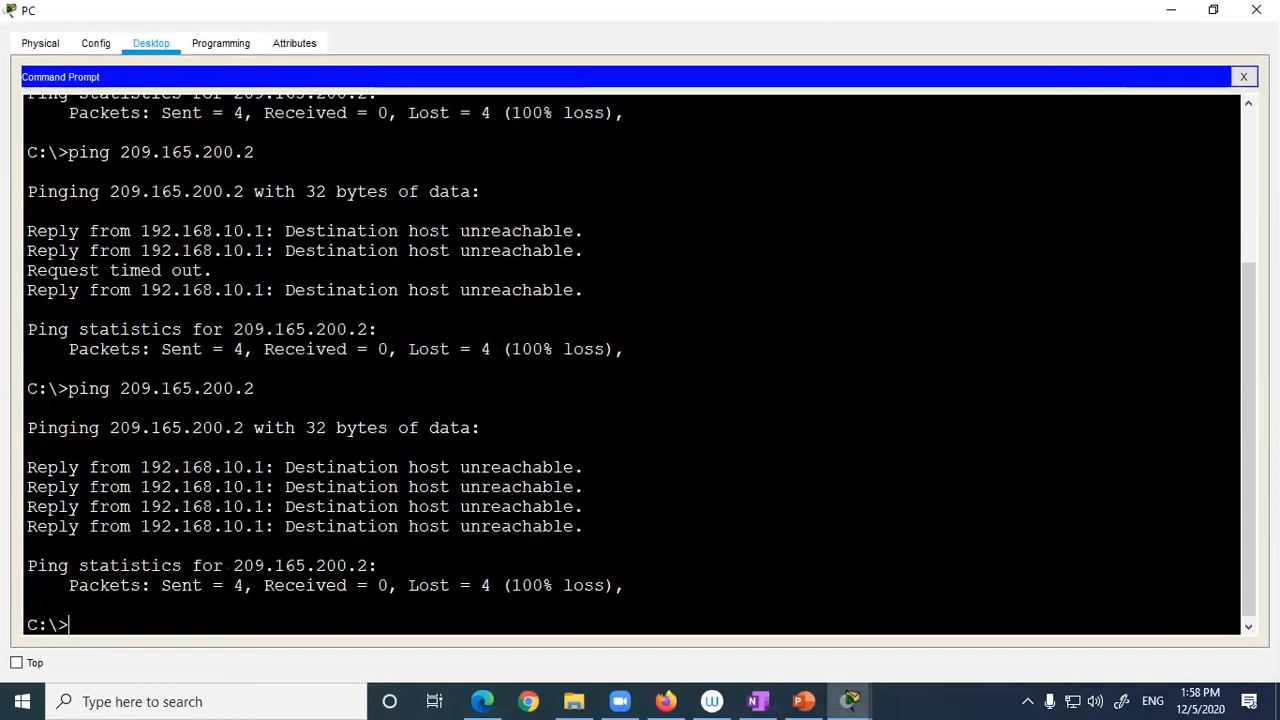 PC
Physical Config Desktop Programming Attributes
Command Prompt X
Ping statistics for 209.165.200.2:
Packets: Sent = 4, Received = 0, Lost = 4 (100% loss),
C:\>ping 209.165.200.2
Pinging 209.165.200.2 with 32 bytes of data:
Reply from 192.168.10.1: Destination host unreachable.
Reply from 192.168.10.1: Destination host unreachable.
Request timed out.
Reply from 192.168.10.1: Destination host unreachable.
Ping statistics for 209.165.200.2:
Packets: Sent = 4, Received = 0, Lost = 4 (100% loss),
C:\>ping 209.165.200.2
Pinging 209.165.200.2 with 32 bytes of data:
Reply from 192.168.10.1: Destination host unreachable.
Reply from 192.168.10.1: Destination host unreachable.
Reply from 192.168.10.1: Destination host unreachable.
Reply from 192.168.10.1: Destination host unreachable.
Ping statistics for 209.165.200.2:
Packets: Sent = 4, Received = 0, Lost = 4 (100% loss),
C:\>
Top
Type here to search
ENG
1:58 PM
12/5/2020